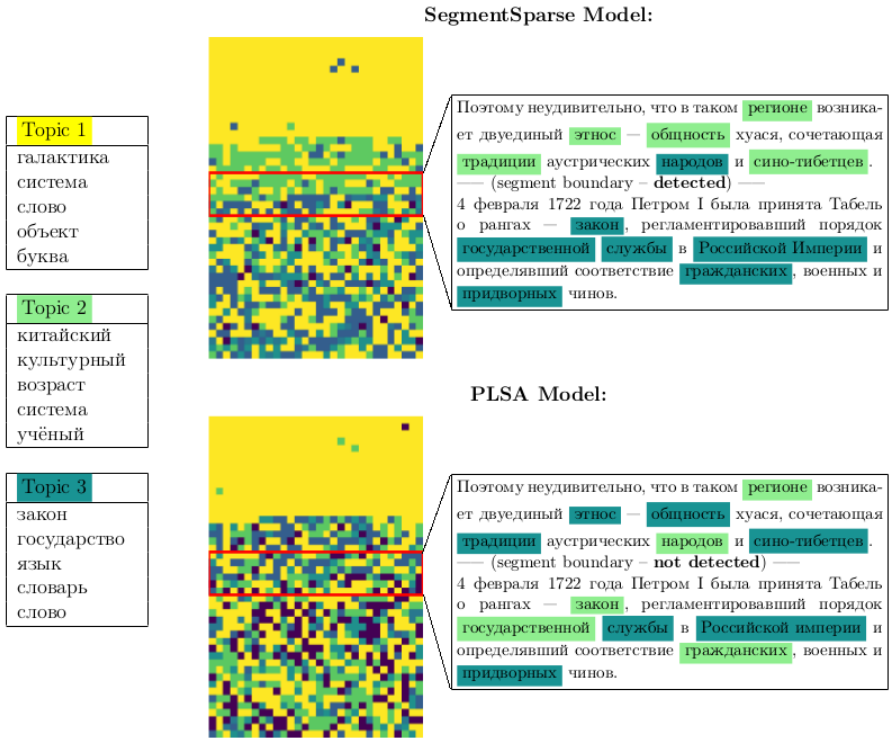 SegmentSparse Model:
Topic 1
галактика
система
слово
объект
буква
Topic 2
китайский
культурный
возраст
система
учёный
Topic 3
закон
государство
язык
словарь
слово
Поэтому неудивительно, что в таком регионе возника-
ет двуединый этнос — общность хуася, сочетающая
традиции аустрических народов и сино-тибетцев.
—— (segment boundary – detected) ——
4 февраля 1722 года Петром I была принята Табель
о рангах — закон, регламентировавший порядок
государственной службы в Российской Империи и
определявший соответствие гражданских, военных и
придворных чинов.
PLSA Model:
Поэтому неудивительно, что в таком регионе возника-
ет двуединый этнос — общность хуася, сочетающая
традиции аустрических народов и сино-тибетцев.
—— (segment boundary – not detected) ——
4 февраля 1722 года Петром I была принята Табель
о рангах — закон, регламентировавший порядок
государственной службы в Российской империи и
определявший соответствие гражданских, военных и
придворных чинов.